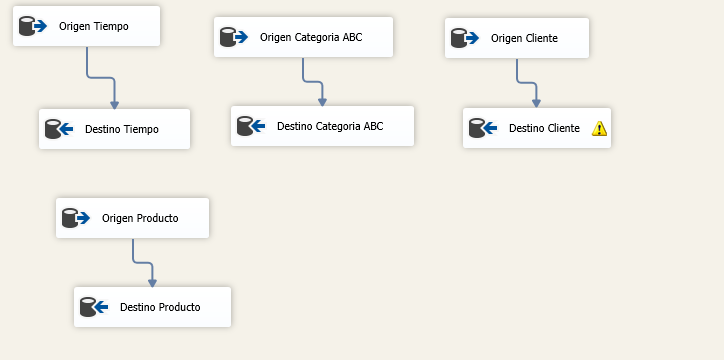 Origen Tiempo
Origen Categoria ABC
Origen Cliente
Destino Tiempo
Destino Categoria ABC
Destino Cliente
Origen Producto
Destino Producto